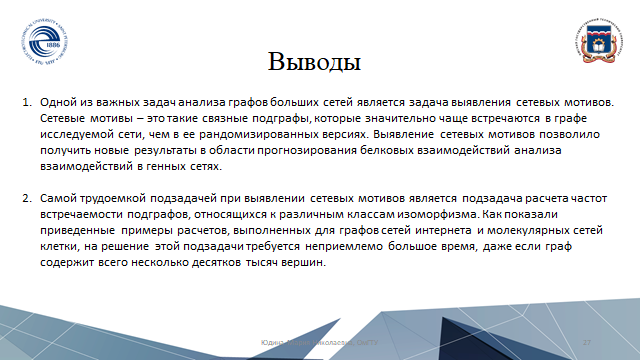 1886
Выводы
1. Одной из важных задач анализа графов больших сетей является задача выявления сетевых мотивов.
Сетевые мотивы – это такие связные подграфы, которые значительно чаще встречаются в графе
исследуемой сети, чем в ее рандомизированных версиях. Выявление сетевых мотивов позволило
получить новые результаты в области прогнозирования белковых взаимодействий анализа
взаимодействий в генных сетях.
2. Самой трудоемкой подзадачей при выявлении сетевых мотивов является подзадача расчета частот
встречаемости подграфов, относящихся к различным классам изоморфизма. Как показали
приведенные примеры расчетов, выполненных для графов сетей интернета и молекулярных сетей
клетки, на решение этой подзадачи требуется неприемлемо большое время, даже если граф
содержит всего несколько десятков тысяч вершин.
27